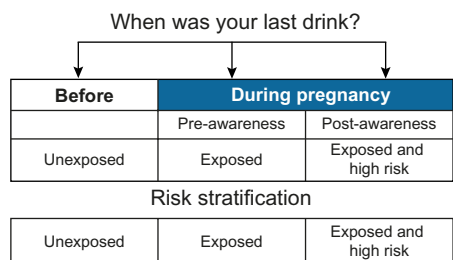 When was your last drink?
Before During pregnancy
Pre-awareness Post-awareness
Unexposed Exposed Exposed and
high risk
Risk stratification
Unexposed Exposed Exposed and
high risk